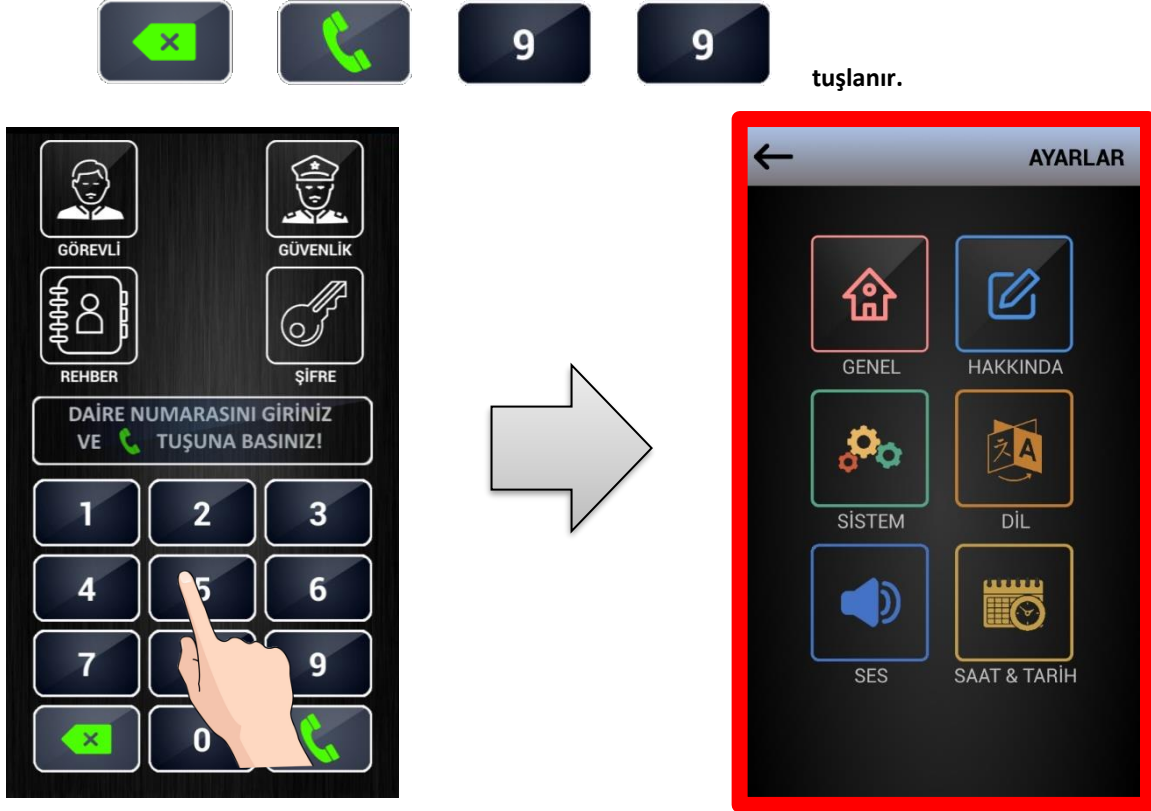 9 9
tuşlanır.
GÖREVLİ GÜVENLİK
REHBER ŞİFRE
DAİRE NUMARASINI GİRİNİZ
VE TUŞUNA BASINIZ!
1 2 3
4 5 6
7 9
0
AYARLAR
GENEL HAKKINDA
A
SİSTEM DİL
SES SAAT & TARİH